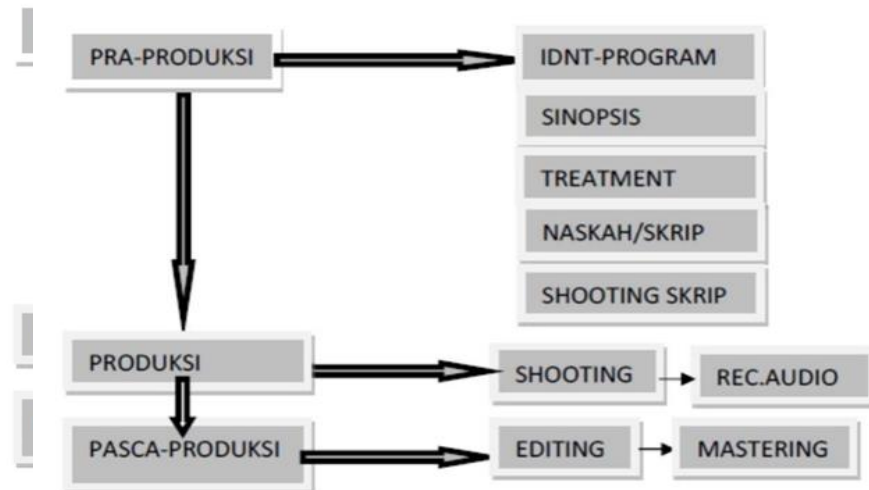 PRA-PRODUKSI
IDNT-PROGRAM
SINOPSIS
TREATMENT
NASKAH/SKRIP
SHOOTING SKRIP
PRODUKSI
SHOOTING
REC.AUDIO
PASCA-PRODUKSI
EDITING
MASTERING